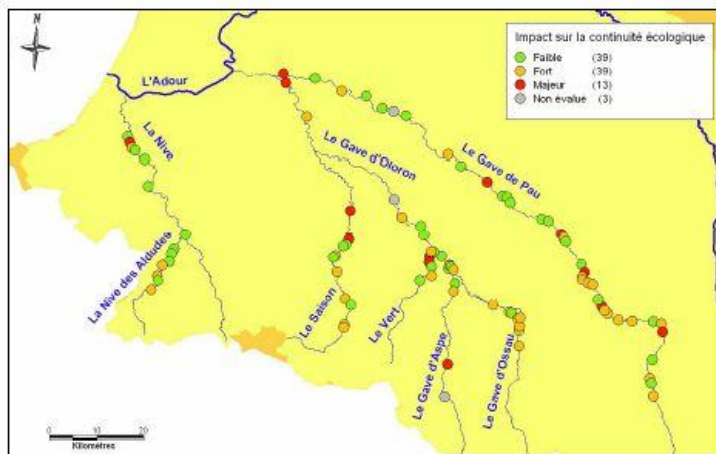 N
Impact sur la continuité écologique
Faible (39)
Fort (39)
Majeur (13)
Non évalué (3)
L'Adour
La Nive
Le Gave d'Oloron
Le Gave de Pau
La Nive des Aldudes
Le Saison
Le Vert
Le Gave d'Aspe
Le Gave d'Ossau
0 10 20
Kilomètres